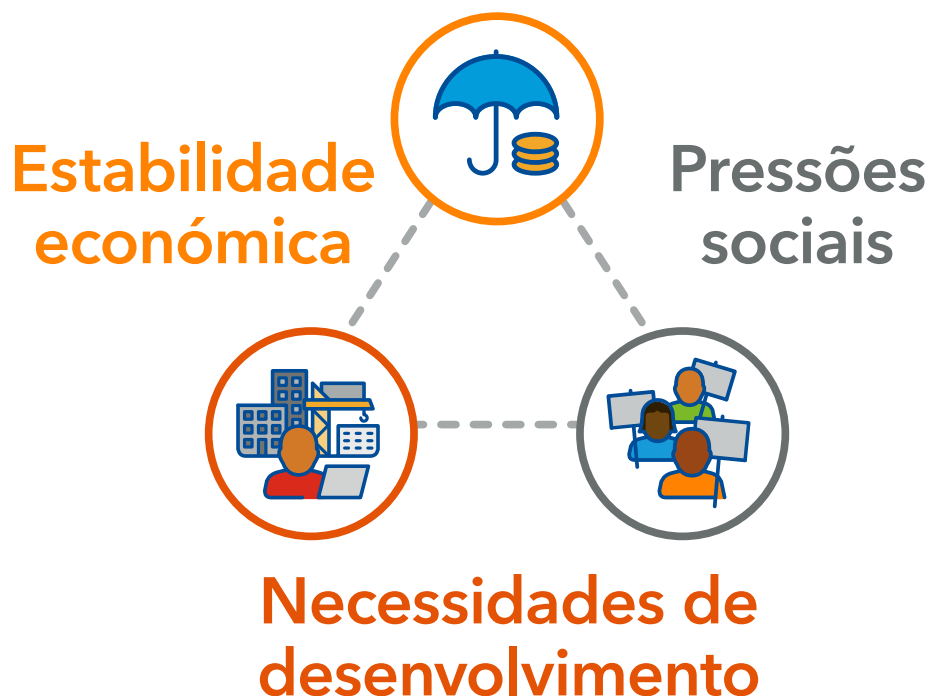 Estabilidade
económica
Pressões
sociais
Necessidades de
desenvolvimento